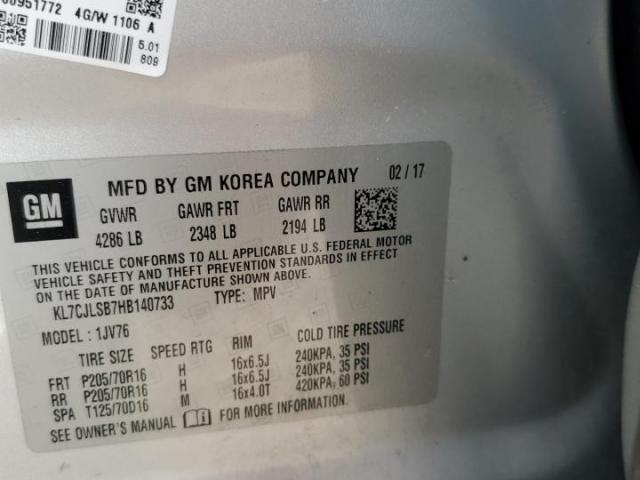 951772 4G/W 1106 A
5.01
809
GM
MFD BY GM KOREA COMPANY 02 / 17
GVWR GAWR FRT GAWR RR
4286 LB 2348 LB 2194 LB
THIS VEHICLE CONFORMS TO ALL APPLICABLE U.S. FEDERAL MOTOR
VEHICLE SAFETY AND THEFT PREVENTION STANDARDS IN EFFECT
ON THE DATE OF MANUFACTURE SHOWN ABOVE.
KL7CJLSB7HB140733 TYPE: MPV
MODEL: 1JV76
TIRE SIZE SPEED RTG RIM COLD TIRE PRESSURE
FRT P205/70R16 H 16x6.5J 240KPA, 35 PSI
RR P205/70R16 H 16x6.5J 240KPA, 35 PSI
SPA T125/70D16 M 16x4.0T 420KPA, 60 PSI
SEE OWNER'S MANUAL FOR MORE INFORMATION.